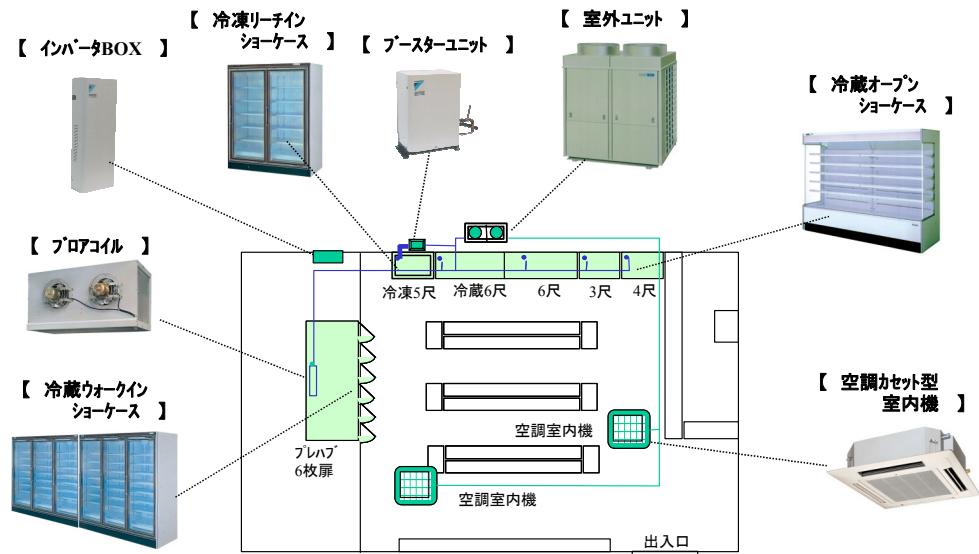 【 冷凍リーチイン
ショーケース 】
【 インバータBOX 】
【 ブースターユニット 】
【 室外ユニット 】
【 冷蔵オープン
ショーケース 】
【 ブロアコイル 】
冷凍5尺
冷蔵6尺
6尺
3尺
4尺
【 冷蔵ウォークイン
ショーケース 】
プレハブ
6枚扉
空調室内機
空調室内機
【 空調カセット型
室内機 】
出入口